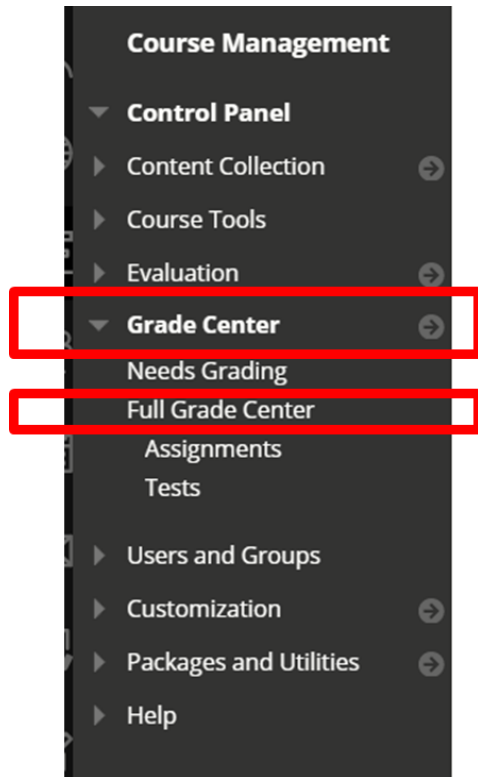 Course Management
Control Panel
Content Collection
Course Tools
Evaluation
Grade Center
Needs Grading
Full Grade Center
Assignments
Tests
Users and Groups
Customization
Packages and Utilities
Help